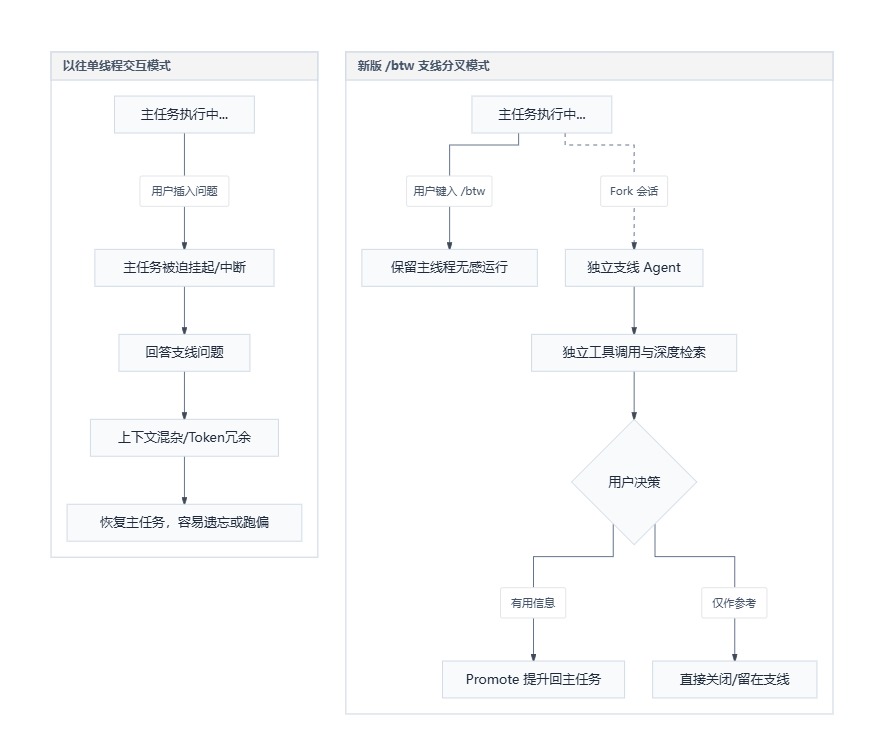 以往单线程交互模式
主任务执行中...
用户插入问题
主任务被迫挂起/中断
回答支线问题
上下文混杂/Token冗余
恢复主任务，容易遗忘或跑偏
新版 /btw 支线分叉模式
主任务执行中...
用户键入 /btw
Fork 会话
保留主线程无感运行
独立支线 Agent
独立工具调用与深度检索
用户决策
有用信息
仅作参考
Promote 提升回主任务
直接关闭/留在支线